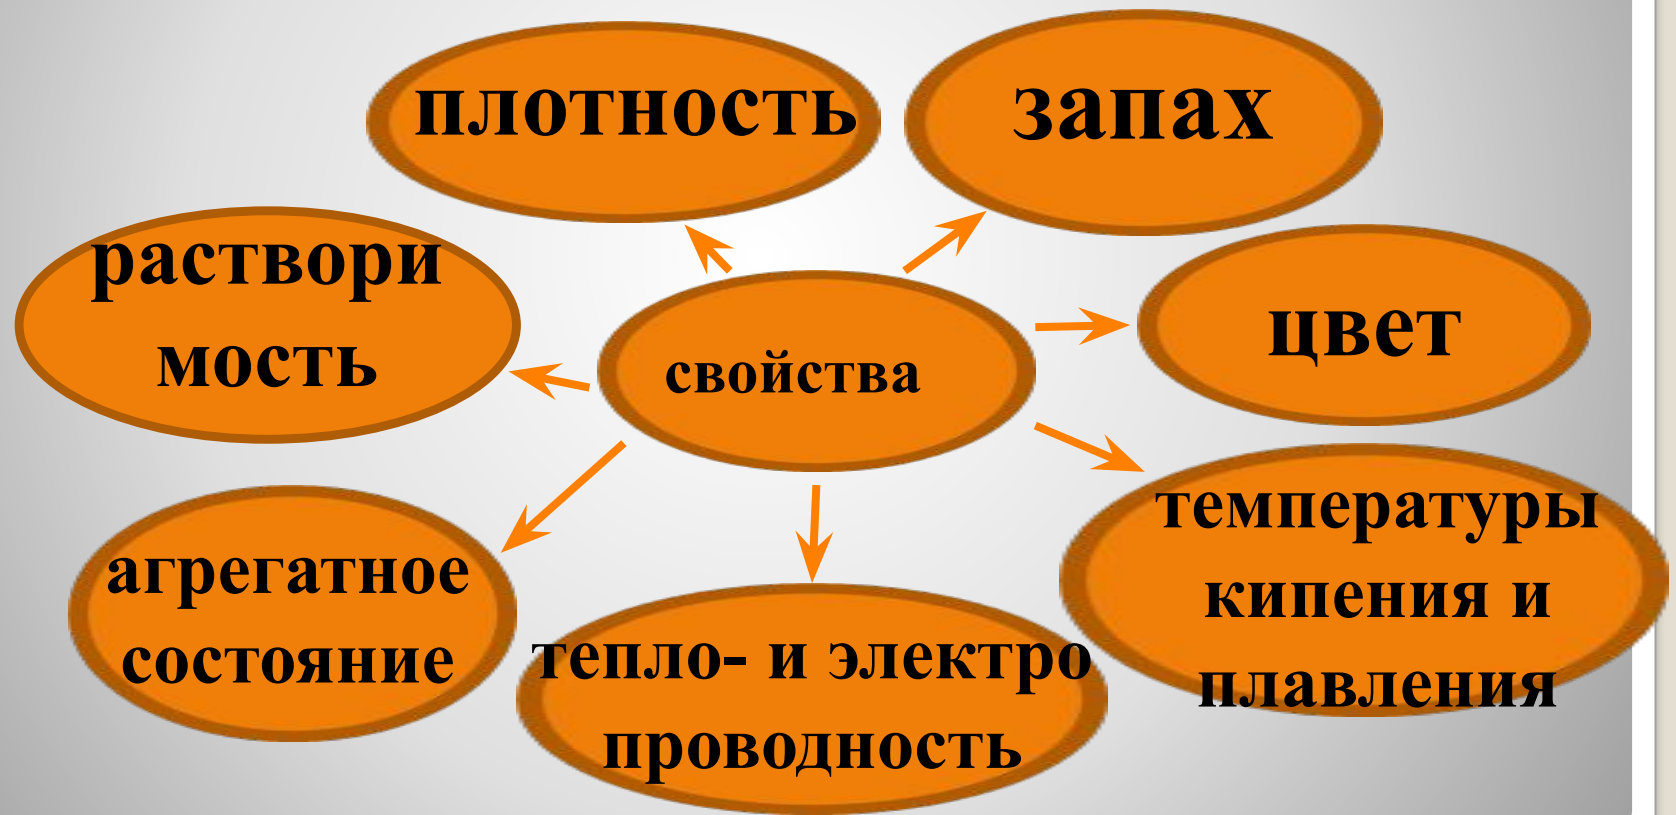 плотность
запах
раствори
мость
свойства
цвет
агрегатное
состояние
тепло- и электро
проводность
температуры
кипения и
плавления